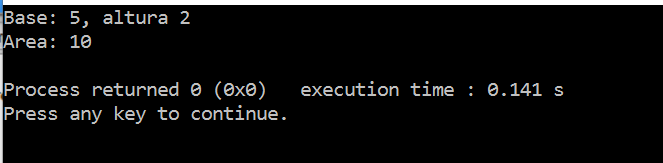 Base: 5, altura 2
Area: 10
Process returned 0 (0x0)   execution time : 0.141 s
Press any key to continue.